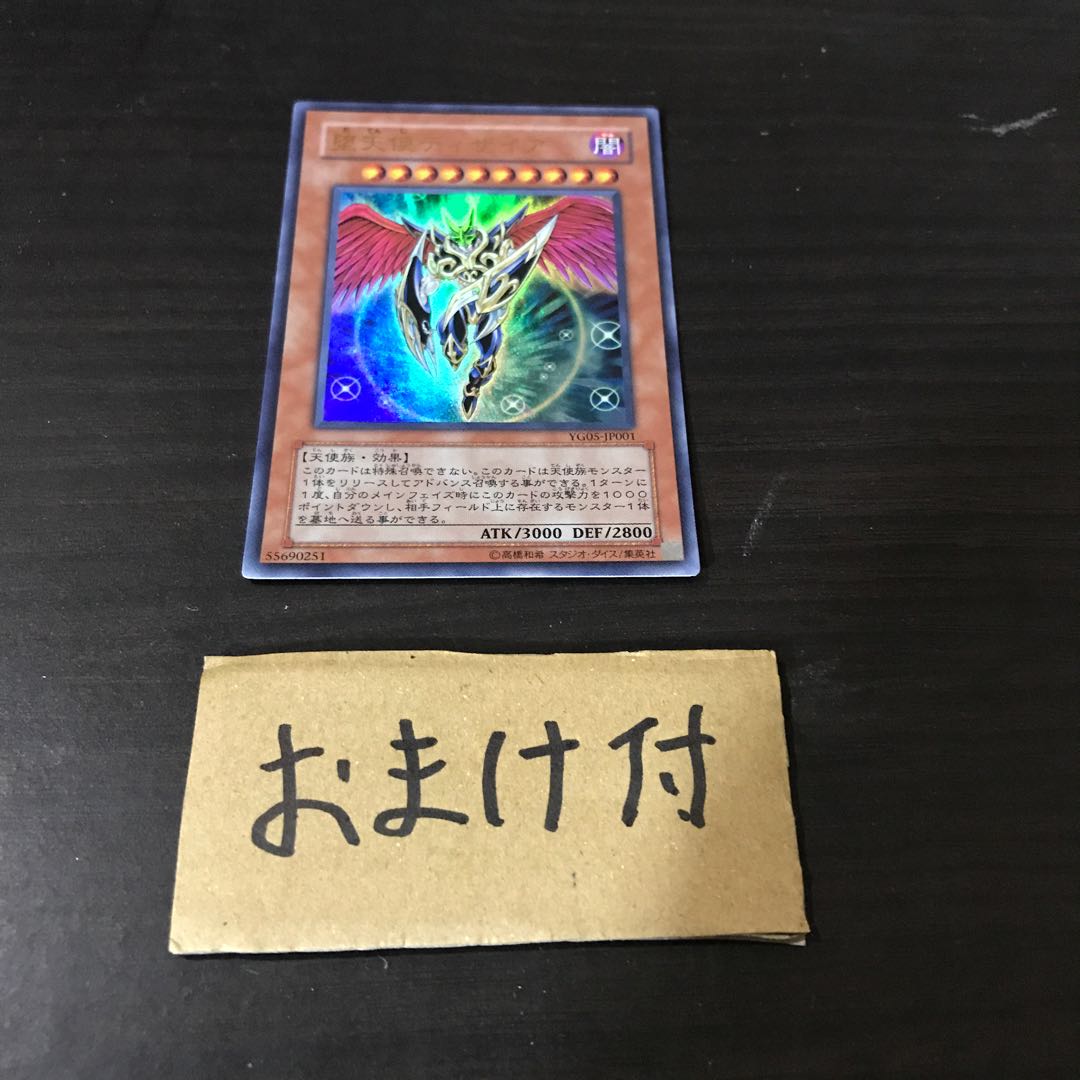 堕天使ディザイア
闇
YG05-JP001
【天使族・効果】
このカードは特殊召喚できない。このカードは天使族モンスター
1体をリリースしてアドバンス召喚する事ができる。1ターンに
1度、自分のメインフェイズ時にこのカードの攻撃力を1000
ポイントダウンし、相手フィールド上に存在するモンスター1体
を墓地へ送る事ができる。
ATK/3000 DEF/2800
55690251
©高橋和希 スタジオ・ダイス/集英社
おまけ付